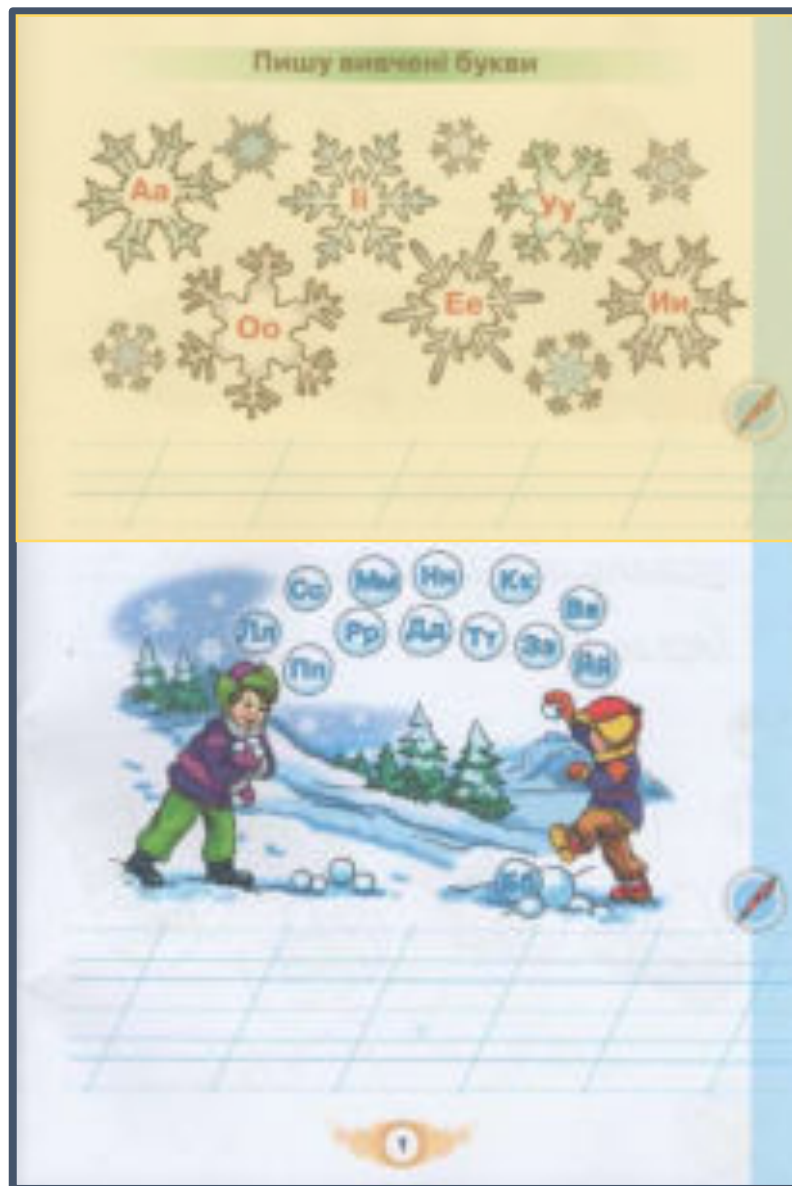 Пишу вивчені букви
Аа Іі Уу
Оо Ее Ии
Сс Мм Нн Кк Вв
Лл Рр Дд Тт Зз Йй
Пп
Бб
1